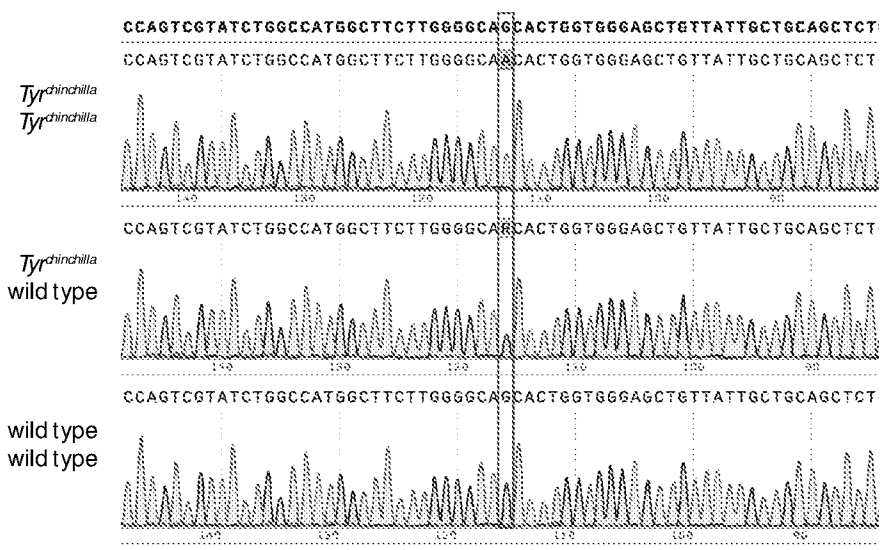 CCAGTCGTATCTGGCCATGGCTTCTTGGGGCAGCACTGGTGGGAGCTGTTATTGCTGCAGCTCT
CCAGTCGTATCTGGCCATGGCTTCTTGGGGCAACACTGGTGGGAGCTGTTATTGCTGCAGCTCT
Tyrchinchilla
Tyrchinchilla
CCAGTCGTATCTGGCCATGGCTTCTTGGGGCARCACTGGTGGGAGCTGTTATTGCTGCAGCTCT
Tyrchinchilla
wild type
CCAGTCGTATCTGGCCATGGCTTCTTGGGGCAGCACTGGTGGGAGCTGTTATTGCTGCAGCTCT
wild type
wild type